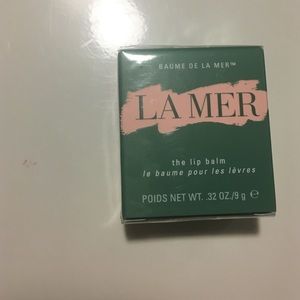 BAUME DE LA MER™
LA MER
the lip balm
le baume pour les lèvres
POIDS NET WT. .32 OZ./9 g ℮